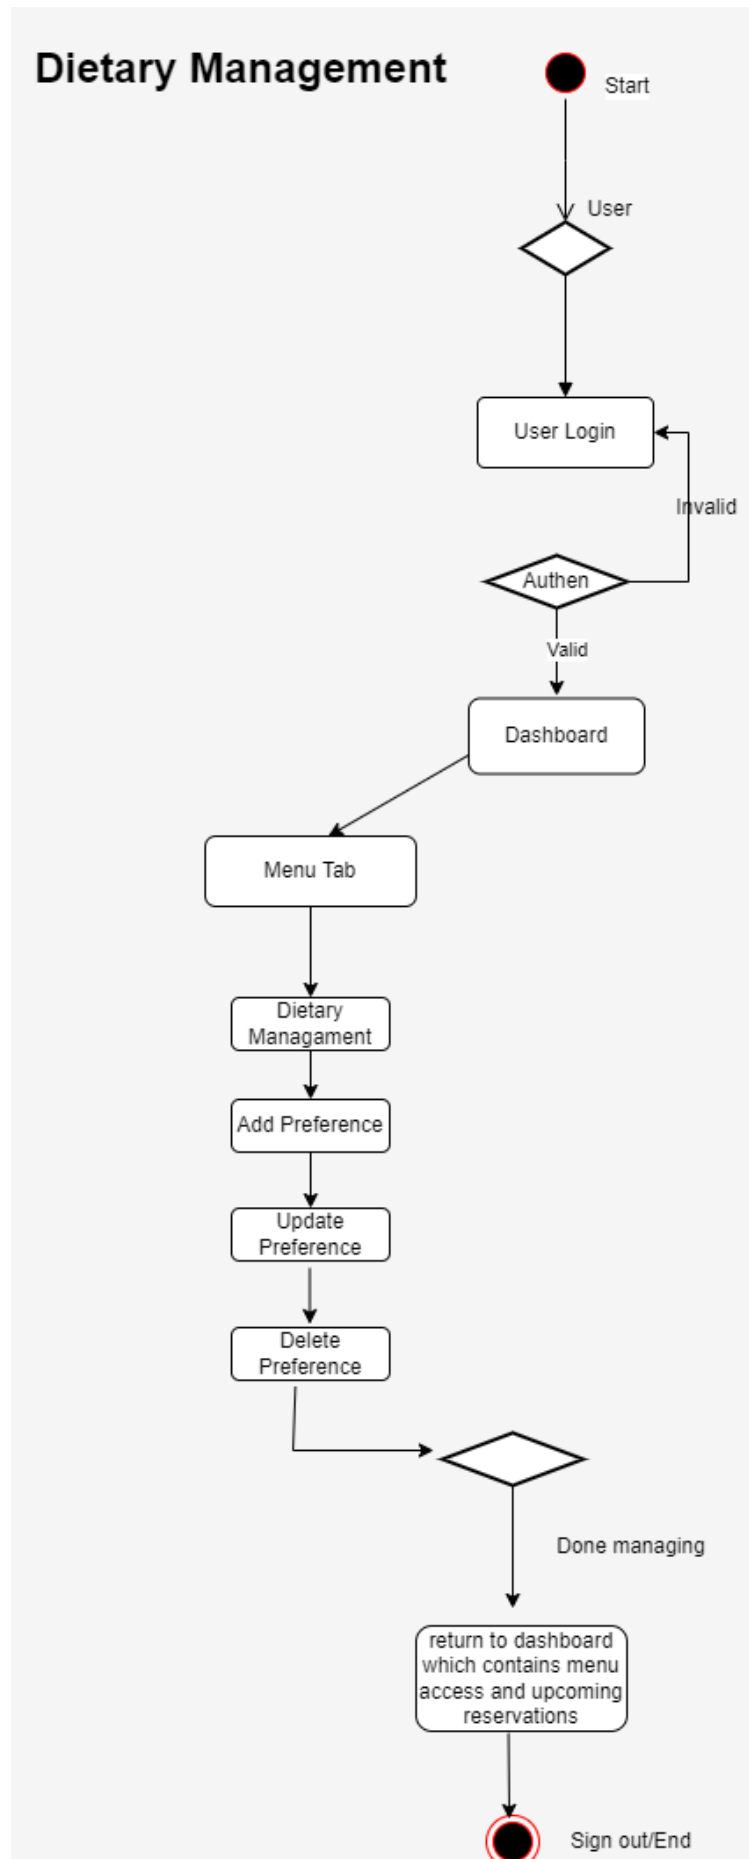 Dietary Management
Start
User
User Login
Invalid
Authen
Valid
Dashboard
Menu Tab
Dietary
Managament
Add Preference
Update
Preference
Delete
Preference
Done managing
return to dashboard
which contains menu
access and upcoming
reservations
Sign out/End